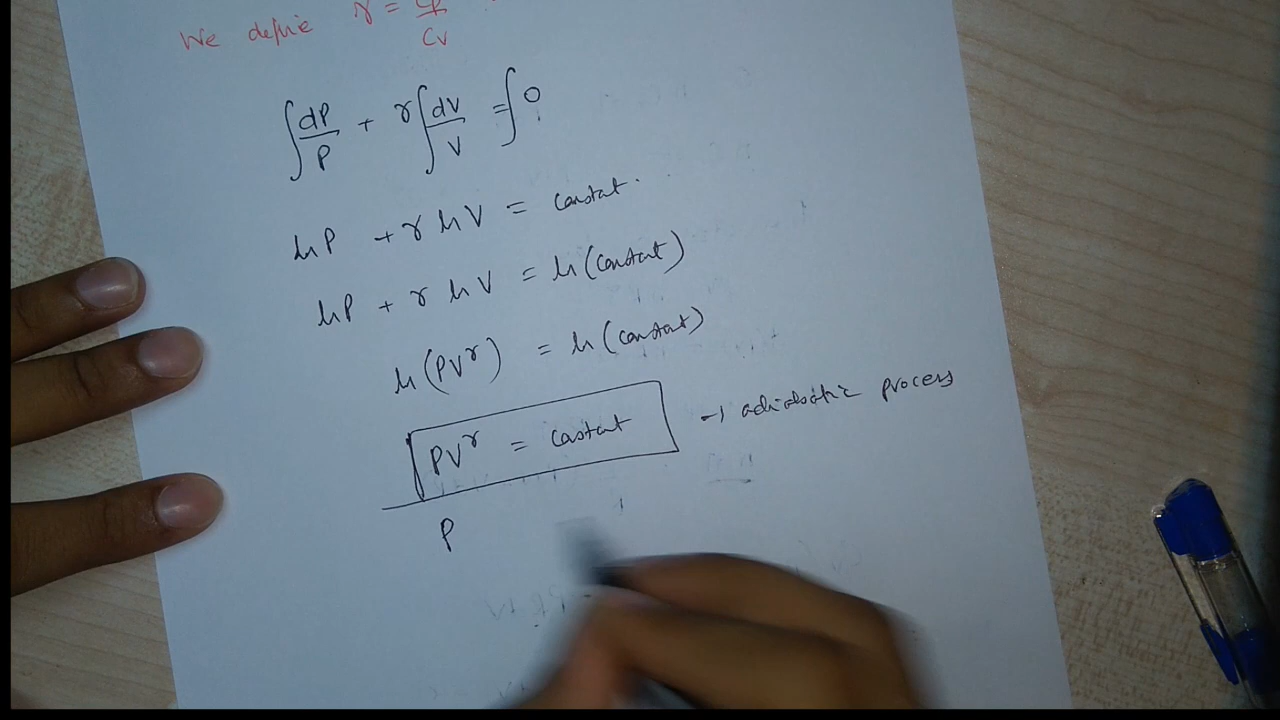 We define γ = Cp/Cv
∫dP/P + γ∫dV/V = ∫0
ln P + γ ln V = constant.
ln P + γ ln V = ln(constant)
ln(PV^γ) = ln(constant)
PV^γ = constant → adiabatic process
P